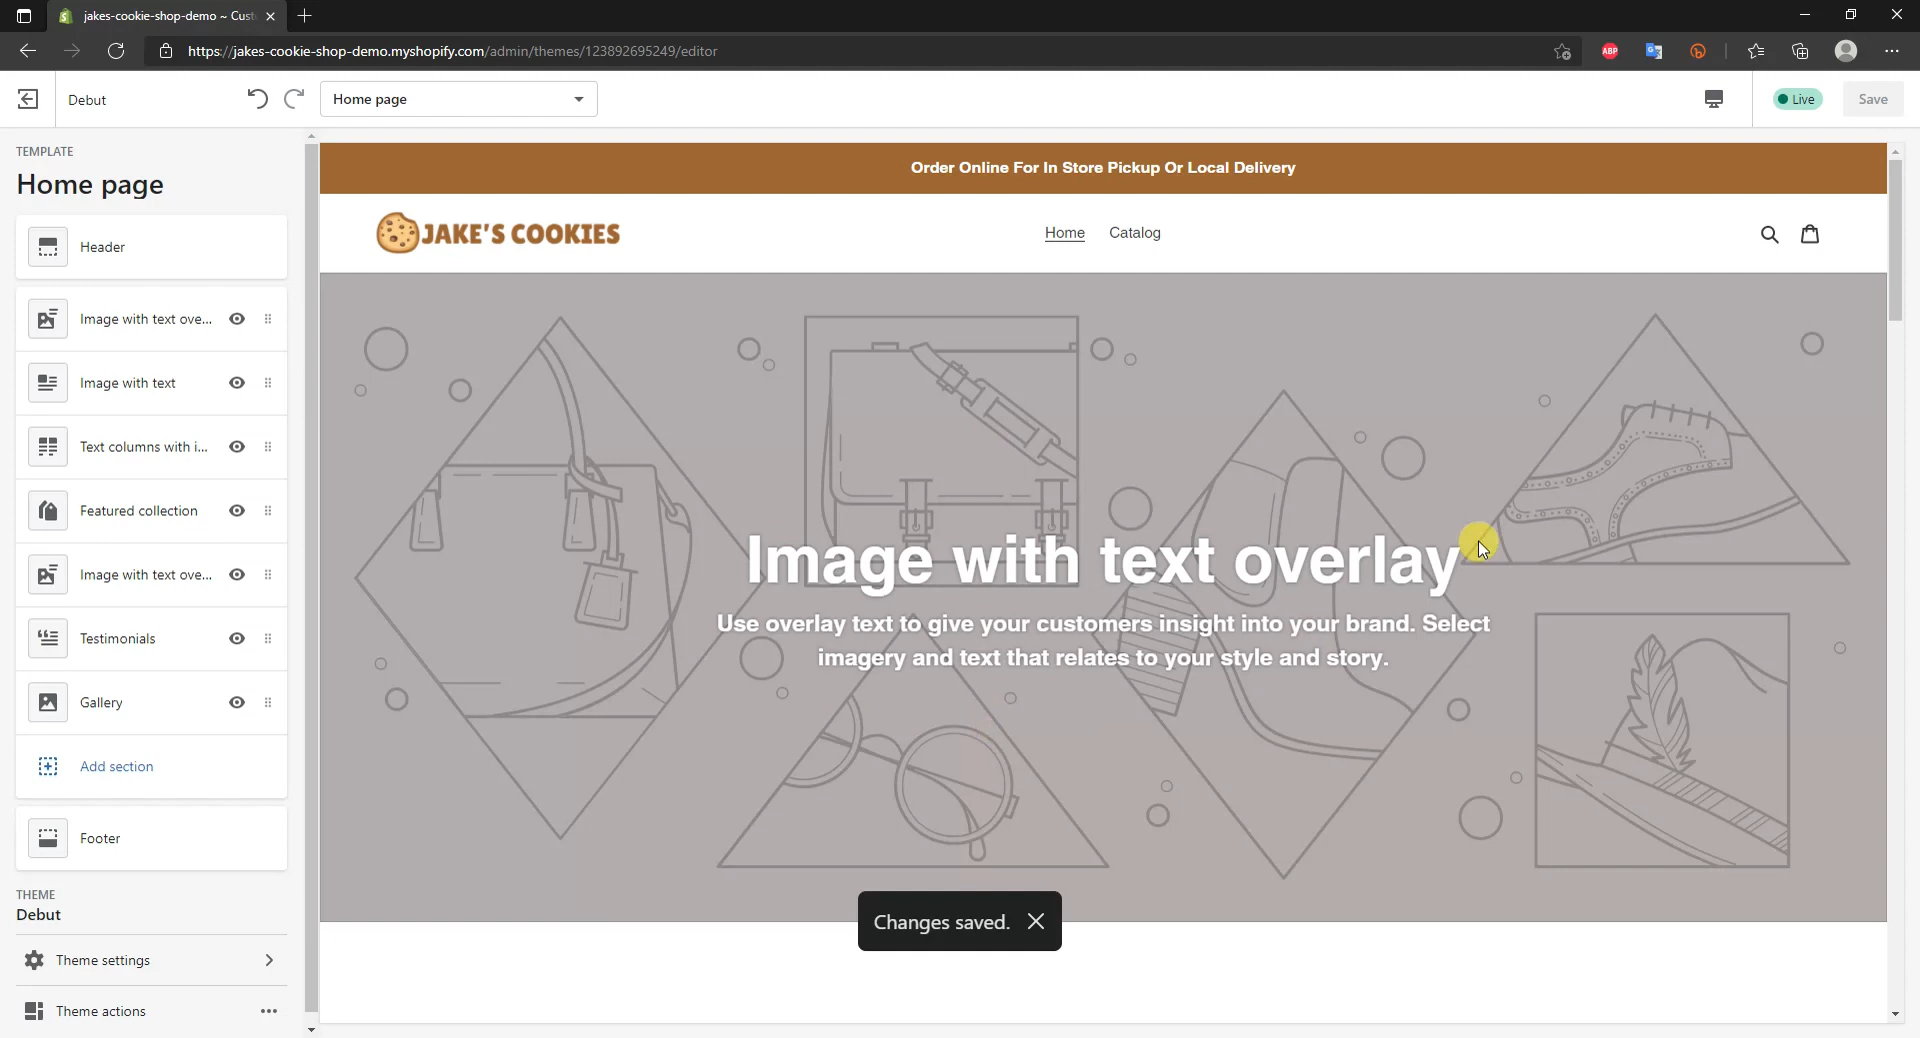 jakes-cookie-shop-demo ~ Cust
https://jakes-cookie-shop-demo.myshopify.com/admin/themes/123892695249/editor
ABP
Debut
Home page
Live
Save
TEMPLATE
Home page
Header
Image with text ove...
Image with text
Text columns with i...
Featured collection
Image with text ove...
Testimonials
Gallery
Add section
Footer
THEME
Debut
Theme settings
Theme actions
Order Online For In Store Pickup Or Local Delivery
JAKE'S COOKIES
Home
Catalog
Image with text overlay
Use overlay text to give your customers insight into your brand. Select
imagery and text that relates to your style and story.
Changes saved.